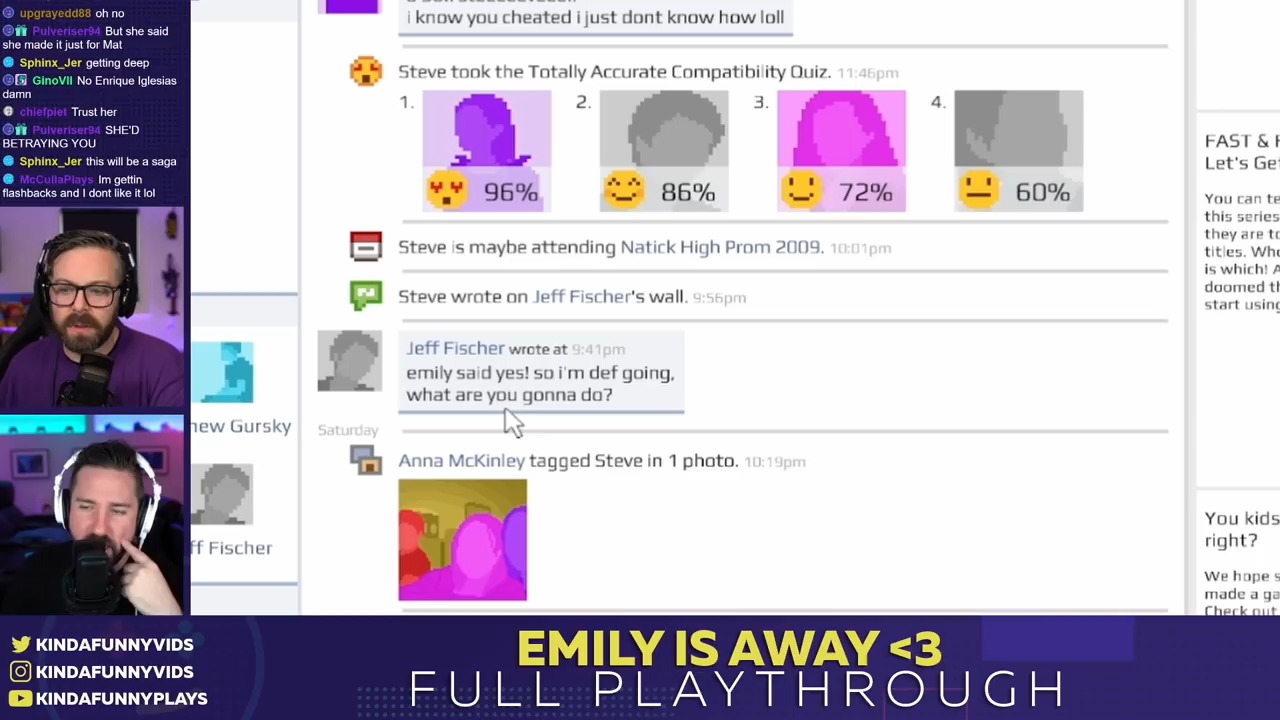 upgrayedd88 oh no
Pulveriser94 But she said
she made it just for Mat
Sphinx_Jer getting deep
GinoVII No Enrique Iglesias
damn
chiefpiet Trust her
Pulveriser94 SHE'D
BETRAYING YOU
Sphinx_Jer this will be a saga
McCullaPlays Im gettin
flashbacks and I dont like it lol
hew Gursky
ff Fischer
i know you cheated i just dont know how loll
Steve took the Totally Accurate Compatibility Quiz. 11:46pm
1. 2. 3. 4.
96% 86% 72% 60%
Steve is maybe attending Natick High Prom 2009. 10:01pm
Steve wrote on Jeff Fischer's wall. 9:56pm
Jeff Fischer wrote at 9:41pm
emily said yes! so i'm def going,
what are you gonna do?
Saturday
Anna McKinley tagged Steve in 1 photo. 10:19pm
FAST & F
Let's Get
You can te
this series
they are to
titles. Who
is which! A
doomed th
start using
You kids
right?
We hope s
made a ga
Check out
KINDAFUNNYVIDS
KINDAFUNNYVIDS
KINDAFUNNYPLAYS
EMILY IS AWAY <3
FULL PLAYTHROUGH